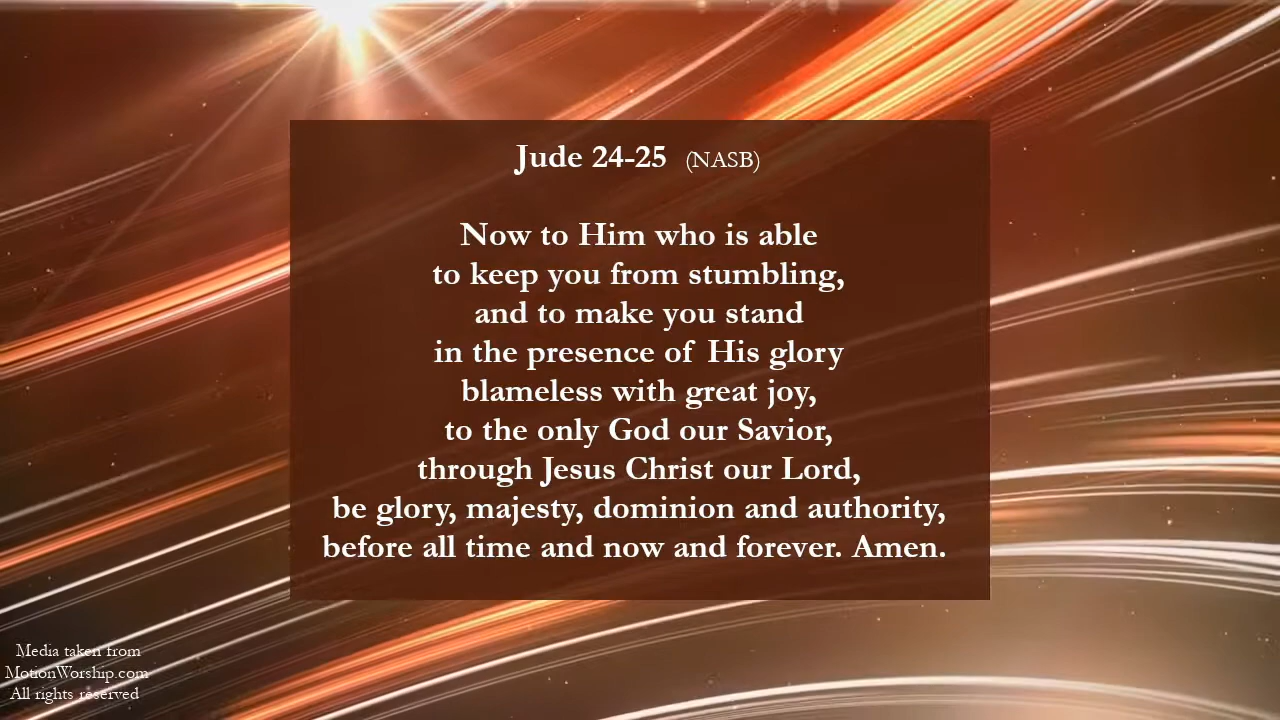 Jude 24-25 (NASB)
Now to Him who is able
to keep you from stumbling,
and to make you stand
in the presence of His glory
blameless with great joy,
to the only God our Savior,
through Jesus Christ our Lord,
be glory, majesty, dominion and authority,
before all time and now and forever. Amen.
Media taken from
MotionWorship.com
All rights reserved